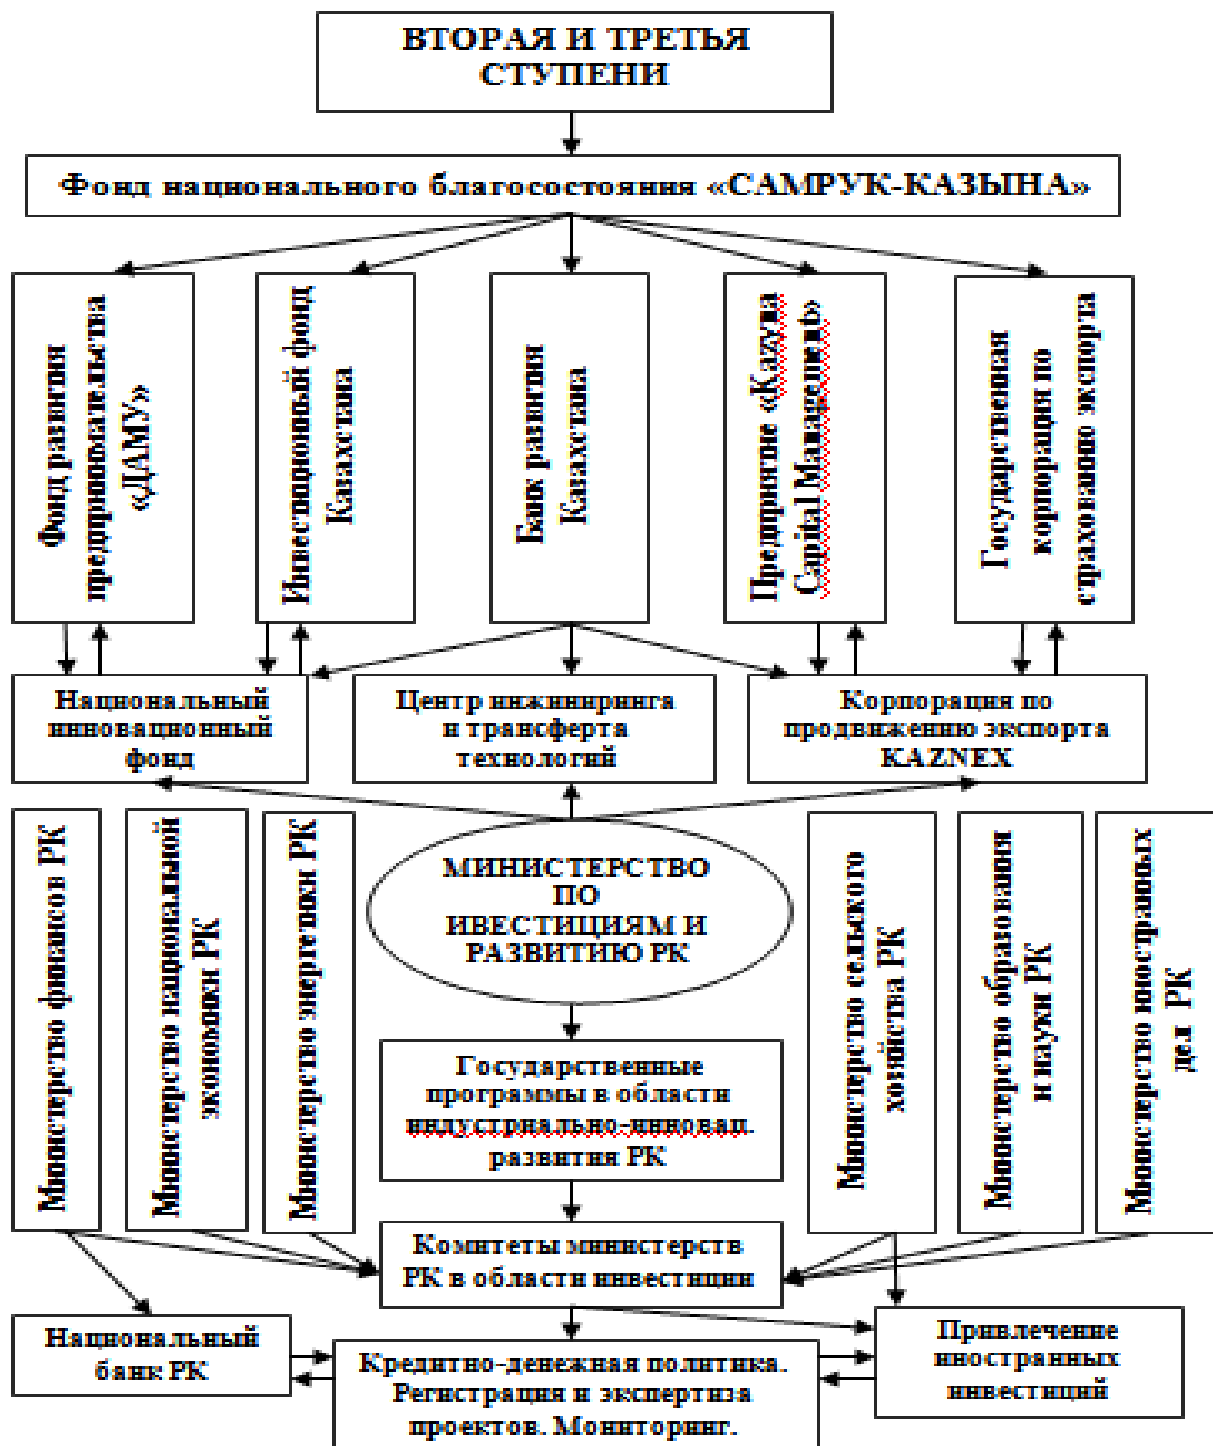 ВТОРАЯ И ТРЕТЬЯ
СТУПЕНИ
Фонд национального благосостояния «САМРУК-КАЗЫНА»
Фонд развития
предпринимательства
«ДАМУ»
Инвестиционный фонд
Казахстана
Банк развития
Казахстана
Предприятие «Kazyna
Capital Management»
Государственная
корпорация по
страхованию экспорта
Национальный
инновационный
фонд
Центр инжиниринга
и трансферта
технологий
Корпорация по
продвижению экспорта
KAZNEX
Министерство финансов РК
Министерство национальной
экономики РК
Министерство энергетики РК
МИНИСТЕРСТВО
ПО
ИВЕСТИЦИЯМ И
РАЗВИТИЮ РК
Министерство сельского
хозяйства РК
Министерство образования
и науки РК
Министерство иностранных
дел РК
Государственные
программы в области
индустриально-инновац.
развития РК
Комитеты министерств
РК в области инвестиции
Национальный
банк РК
Кредитно-денежная политика.
Регистрация и экспертиза
проектов. Мониторинг.
Привлечение
иностранных
инвестиций